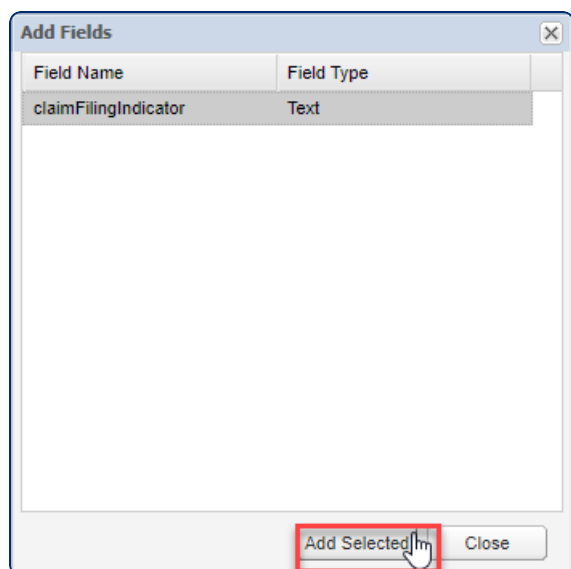 Add Fields
Field Name Field Type
claimFilingIndicator Text
Add Selected Close